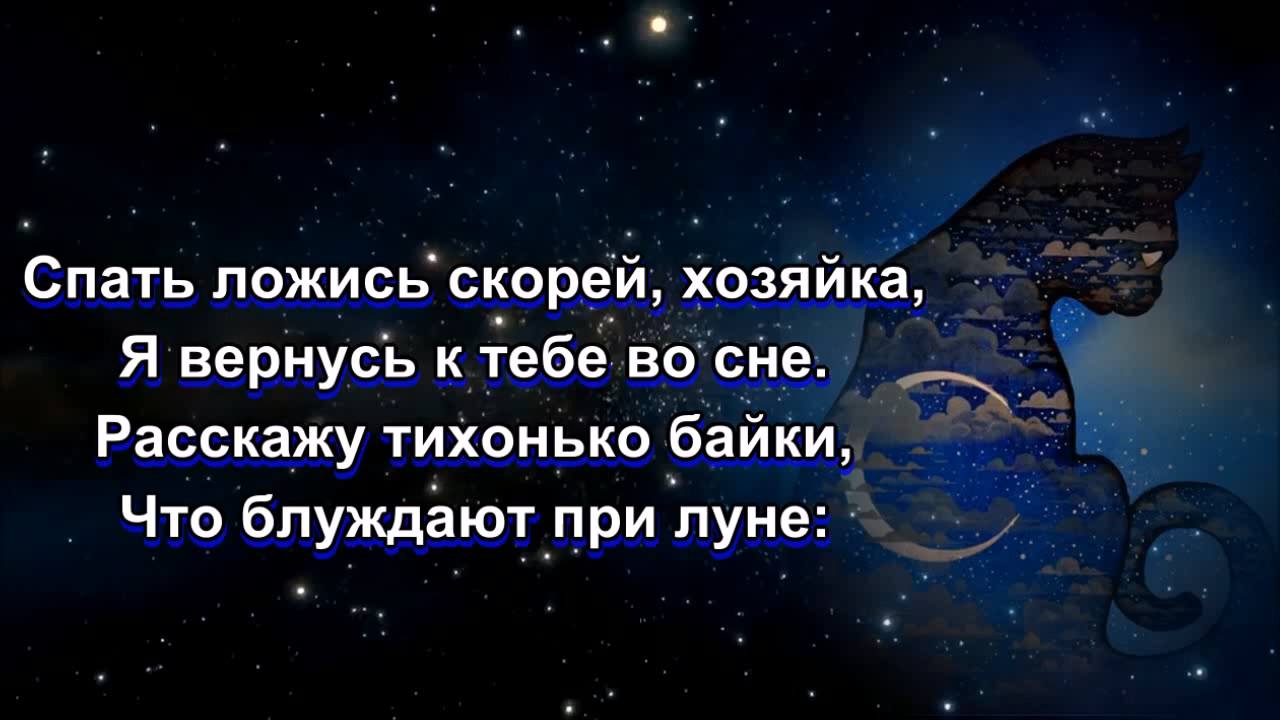 Спать ложись скорей, хозяйка,
Я вернусь к тебе во сне.
Расскажу тихонько байки,
Что блуждают при луне: